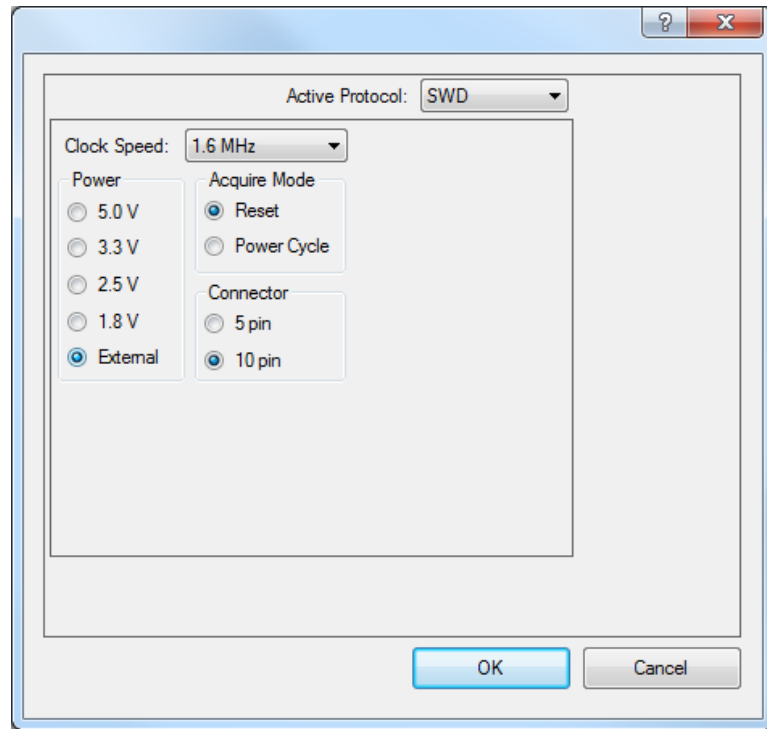 Active Protocol: SWD
Clock Speed: 1.6 MHz
Power
5.0 V
3.3 V
2.5 V
1.8 V
External
Acquire Mode
Reset
Power Cycle
Connector
5 pin
10 pin
OK
Cancel